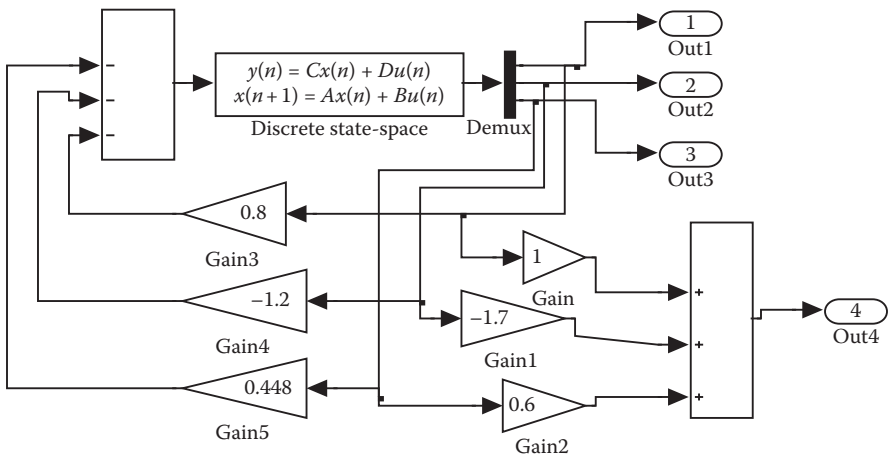 1
Out1
−
−
−
y(n) = Cx(n) + Du(n)
x(n+1) = Ax(n) + Bu(n)
Discrete state-space
Demux
2
Out2
3
Out3
0.8
Gain3
1
Gain
+
−1.2
Gain4
−1.7
Gain1
+
4
Out4
0.448
Gain5
0.6
Gain2
+